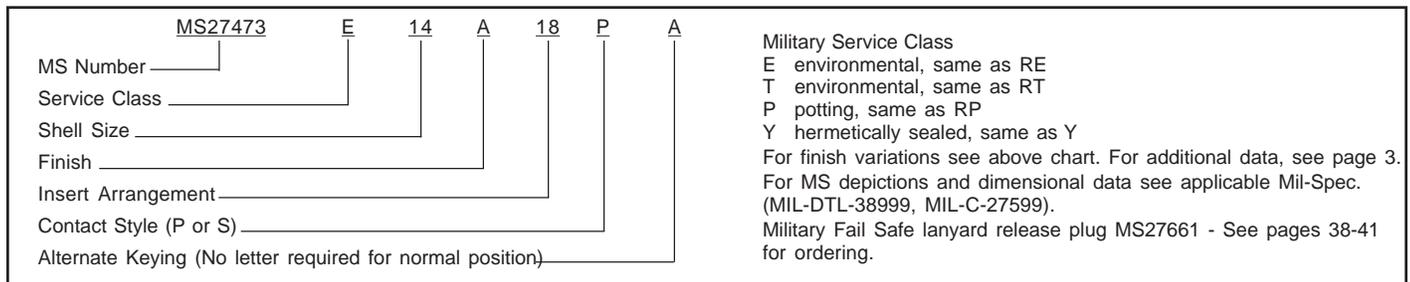 MS27473 E 14 A 18 P A
MS Number
Service Class
Shell Size
Finish
Insert Arrangement
Contact Style (P or S)
Alternate Keying (No letter required for normal position)
Military Service Class
E environmental, same as RE
T environmental, same as RT
P potting, same as RP
Y hermetically sealed, same as Y
For finish variations see above chart. For additional data, see page 3.
For MS depictions and dimensional data see applicable Mil-Spec.
(MIL-DTL-38999, MIL-C-27599).
Military Fail Safe lanyard release plug MS27661 - See pages 38-41
for ordering.